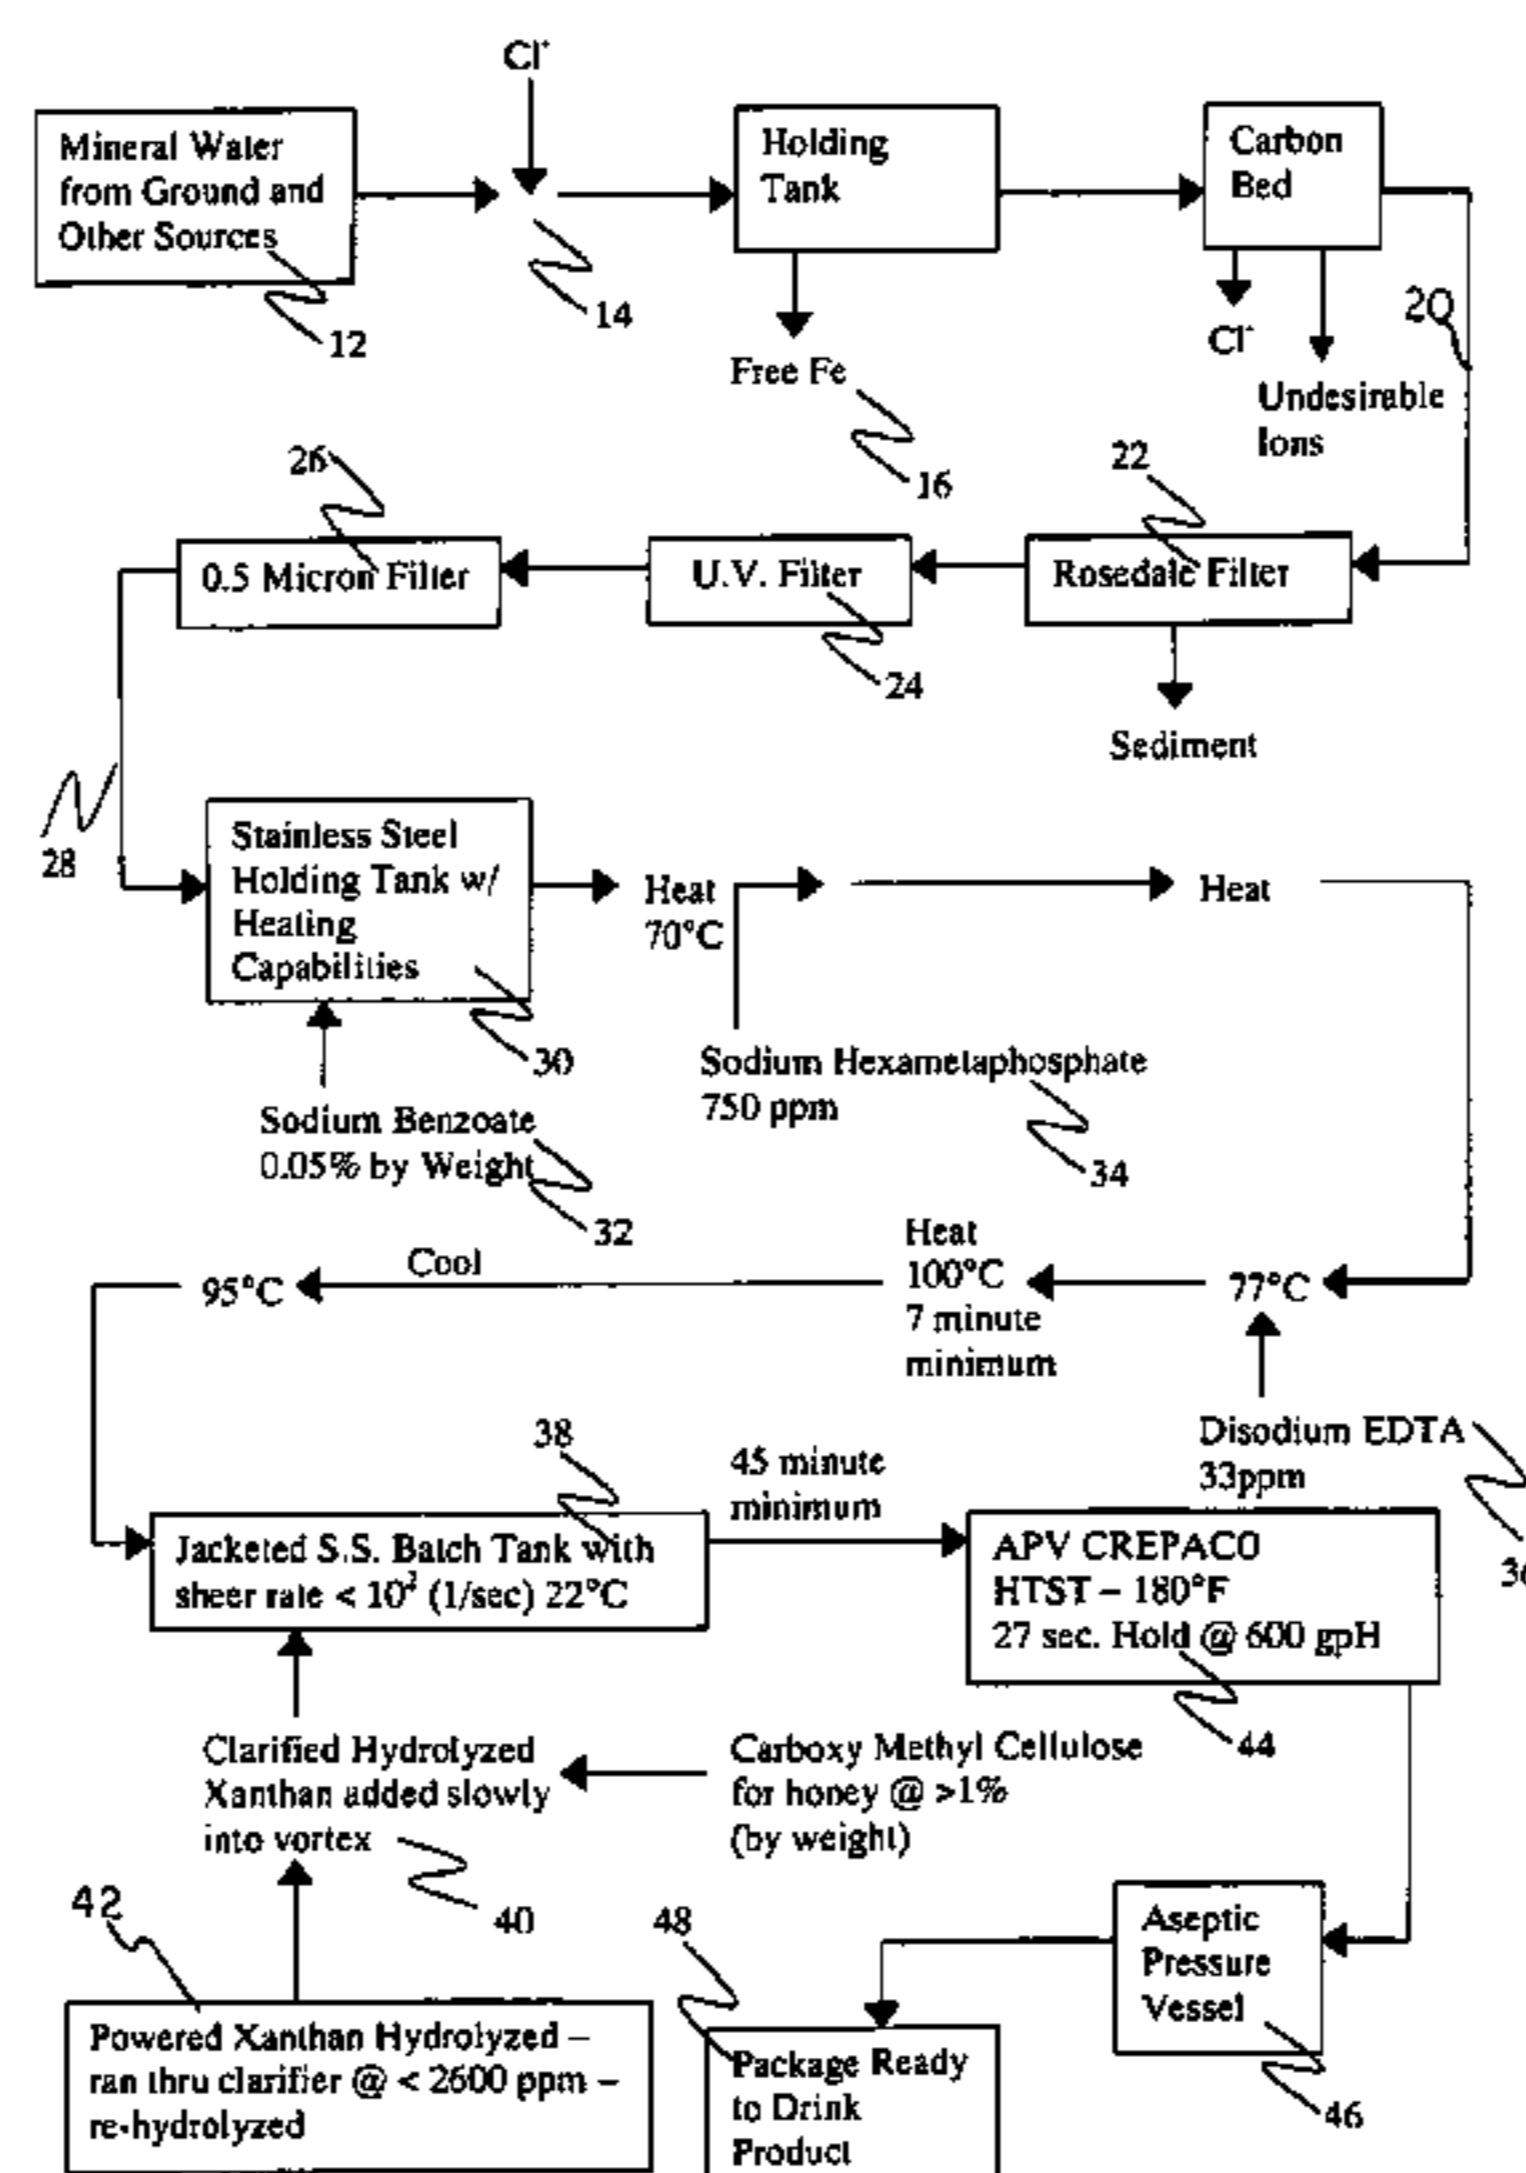 Cl⁺
Mineral Water
from Ground and
Other Sources
12
14
Holding
Tank
Free Fe
16
Carbon
Bed
Cl⁺
Undesirable
Ions
20
22
Rosedale Filter
Sediment
U.V. Filter
24
26
0.5 Micron Filter
28
Stainless Steel
Holding Tank w/
Heating
Capabilities
30
Sodium Benzoate
0.05% by Weight
32
Heat
70°C
Sodium Hexametaphosphate
750 ppm
34
Heat
77°C
Disodium EDTA
33ppm
Heat
100°C
7 minute
minimum
Cool
95°C
38
Jacketed S.S. Batch Tank with
sheer rate < 10² (1/sec) 22°C
45 minute
minimum
APV CREPACO
HTST – 180°F
27 sec. Hold @ 600 gpH
44
Clarified Hydrolyzed
Xanthan added slowly
into vortex
40
Carboxy Methyl Cellulose
for honey @ >1%
(by weight)
42
Powered Xanthan Hydrolyzed –
ran thru clarifier @ < 2600 ppm –
re-hydrolyzed
Aseptic
Pressure
Vessel
46
48
Package Ready
to Drink
Product